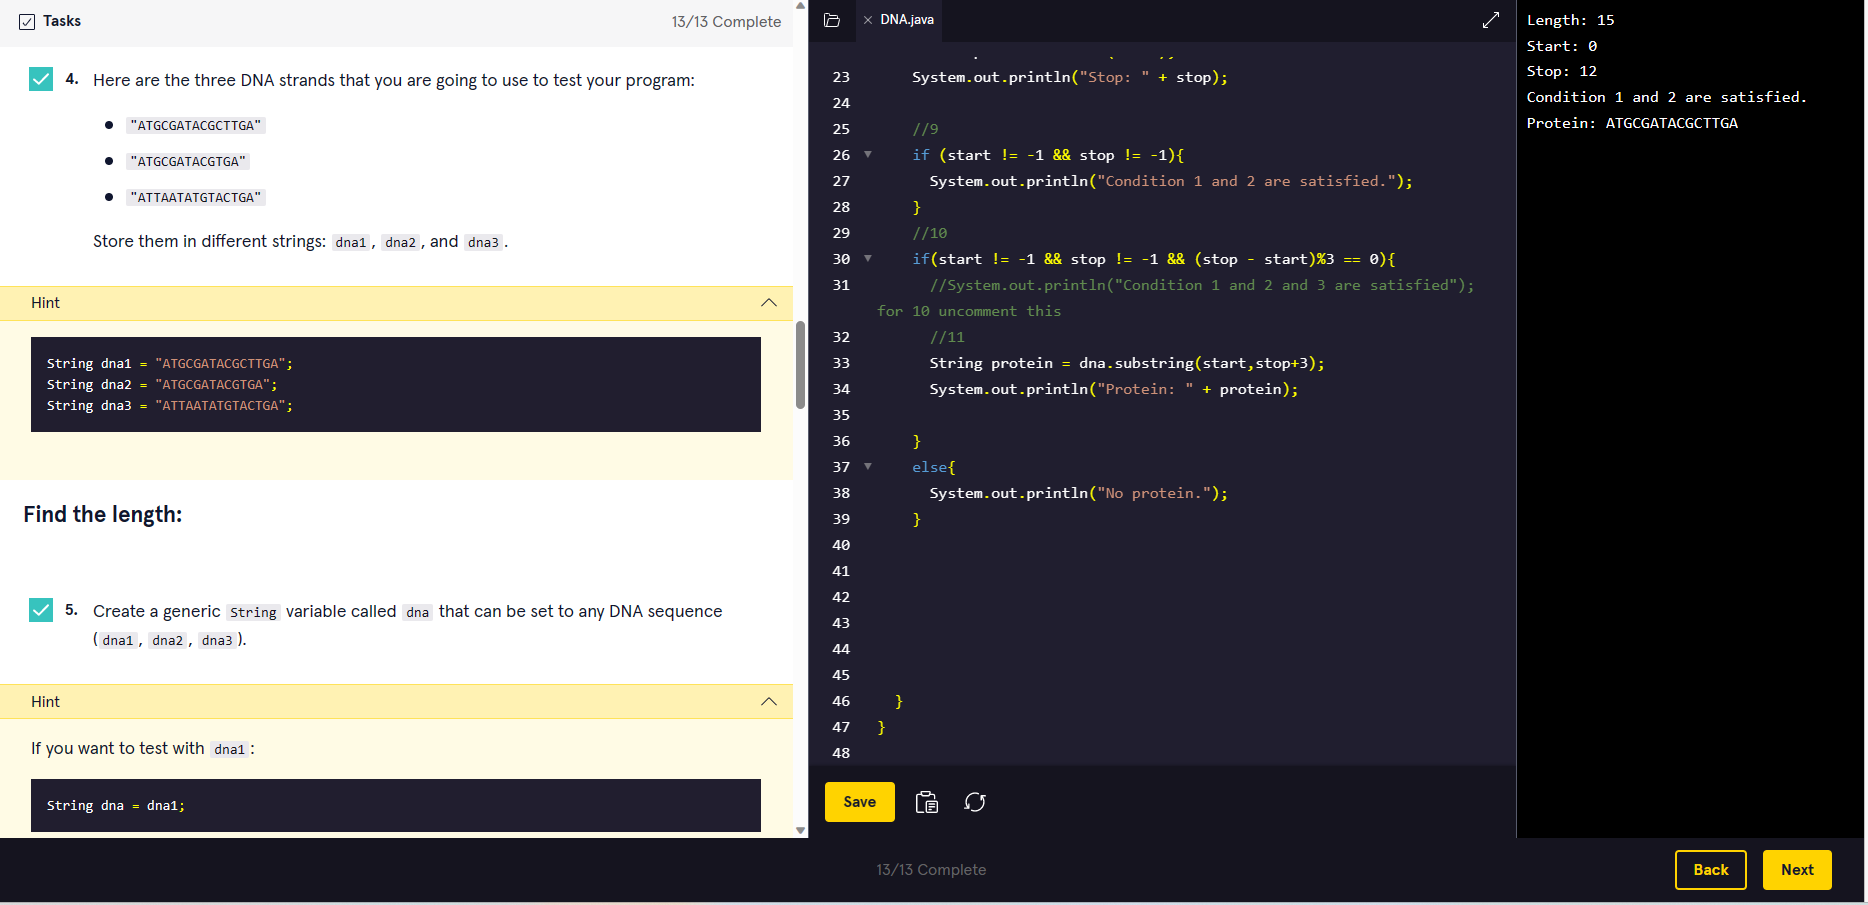 Tasks
13/13 Complete
4. Here are the three DNA strands that you are going to use to test your program:
"ATGCGATACGCTTGA"
"ATGCGATACGTGA"
"ATTAATATGTACTGA"
Store them in different strings: dna1, dna2, and dna3.
Hint
String dna1 = "ATGCGATACGCTTGA";
String dna2 = "ATGCGATACGTGA";
String dna3 = "ATTAATATGTACTGA";
Find the length:
5. Create a generic String variable called dna that can be set to any DNA sequence
(dna1, dna2, dna3).
Hint
If you want to test with dna1:
String dna = dna1;
DNA.java
23 System.out.println("Stop: " + stop);
24
25 //9
26 if (start != -1 && stop != -1){
27 System.out.println("Condition 1 and 2 are satisfied.");
28 }
29 //10
30 if(start != -1 && stop != -1 && (stop - start)%3 == 0){
31 //System.out.println("Condition 1 and 2 and 3 are satisfied");
for 10 uncomment this
32 //11
33 String protein = dna.substring(start,stop+3);
34 System.out.println("Protein: " + protein);
35
36 }
37 else{
38 System.out.println("No protein.");
39 }
40
41
42
43
44
45
46 }
47 }
48
Save
Length: 15
Start: 0
Stop: 12
Condition 1 and 2 are satisfied.
Protein: ATGCGATACGCTTGA
13/13 Complete
Back
Next